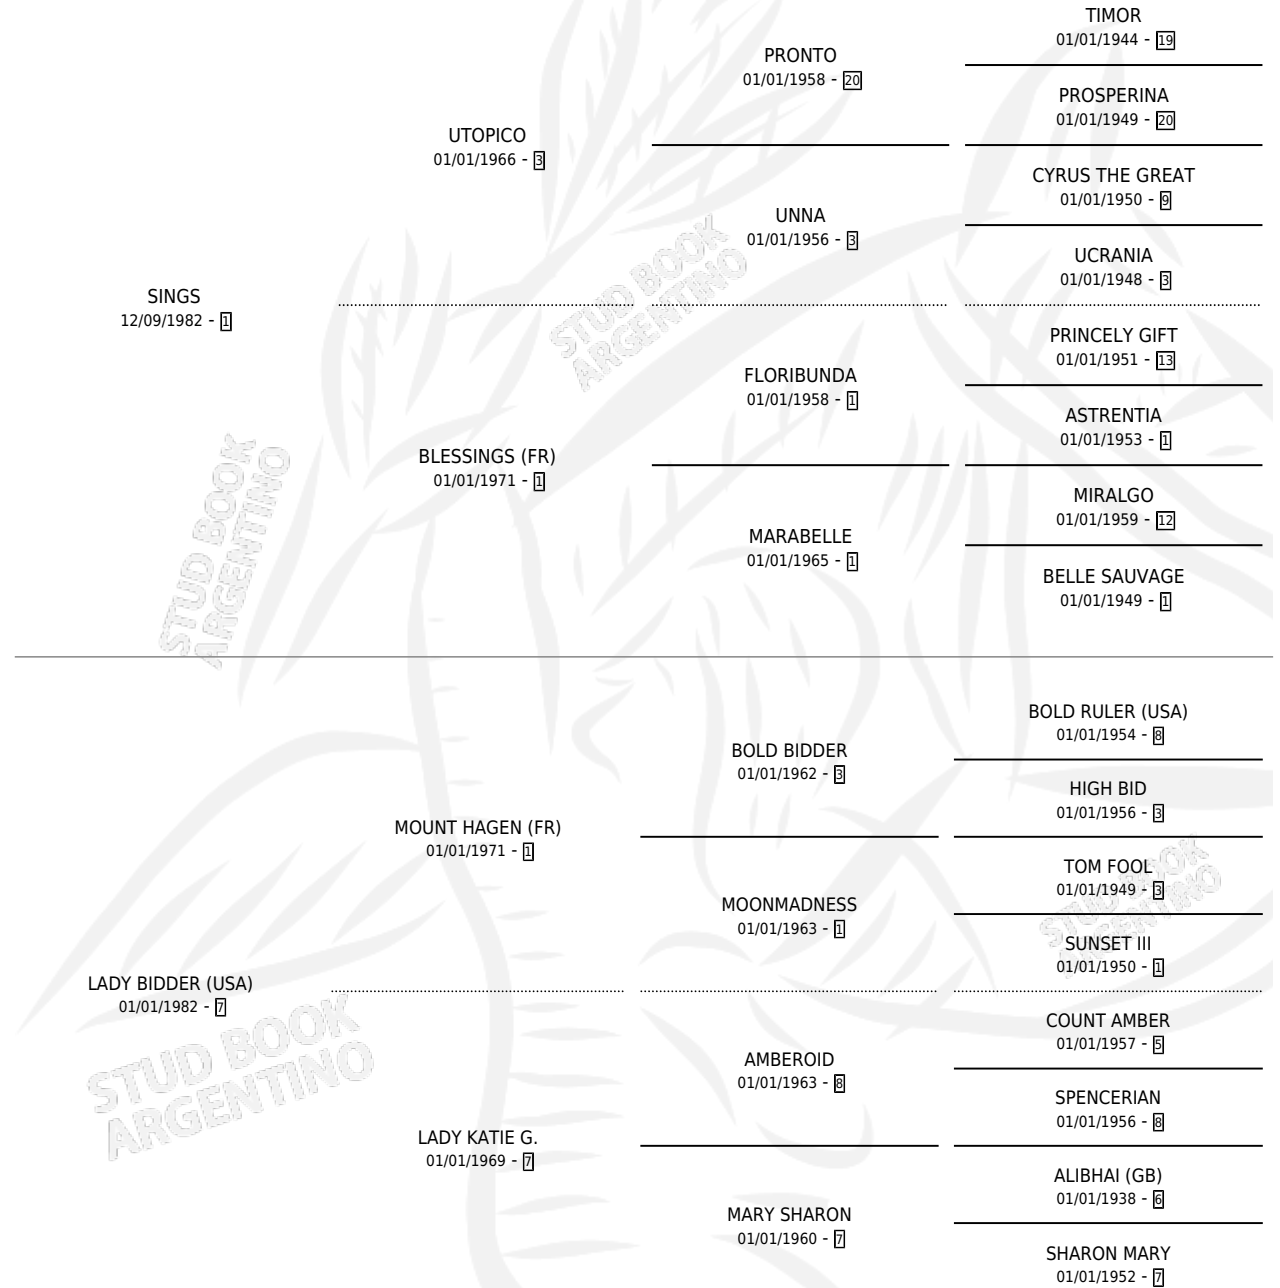 TIMOR
01/01/1944 - 19
PRONTO
01/01/1958 - 20
PROSPERINA
01/01/1949 - 20
UTOPICO
01/01/1966 - 3
CYRUS THE GREAT
01/01/1950 - 9
UNNA
01/01/1956 - 3
UCRANIA
01/01/1948 - 3
SINGS
12/09/1982 - 1
STUD BOOK
ARGENTINO
PRINCELY GIFT
01/01/1951 - 13
FLORIBUNDA
01/01/1958 - 1
ASTRENTIA
01/01/1953 - 1
BLESSINGS (FR)
01/01/1971 - 1
MIRALGO
01/01/1959 - 12
MARABELLE
01/01/1965 - 1
BELLE SAUVAGE
01/01/1949 - 1
STUD BOOK
ARGENTINO
BOLD RULER (USA)
01/01/1954 - 8
BOLD BIDDER
01/01/1962 - 3
HIGH BID
01/01/1956 - 3
MOUNT HAGEN (FR)
01/01/1971 - 1
TOM FOOL
01/01/1949 - 3
MOONMADNESS
01/01/1963 - 1
SUNSET III
01/01/1950 - 1
STUD BOOK
ARGENTINO
LADY BIDDER (USA)
01/01/1982 - 7
COUNT AMBER
01/01/1957 - 5
AMBEROID
01/01/1963 - 8
SPENCERIAN
01/01/1956 - 8
STUD BOOK
ARGENTINO
LADY KATIE G.
01/01/1969 - 7
ALIBHAI (GB)
01/01/1938 - 6
MARY SHARON
01/01/1960 - 7
SHARON MARY
01/01/1952 - 7